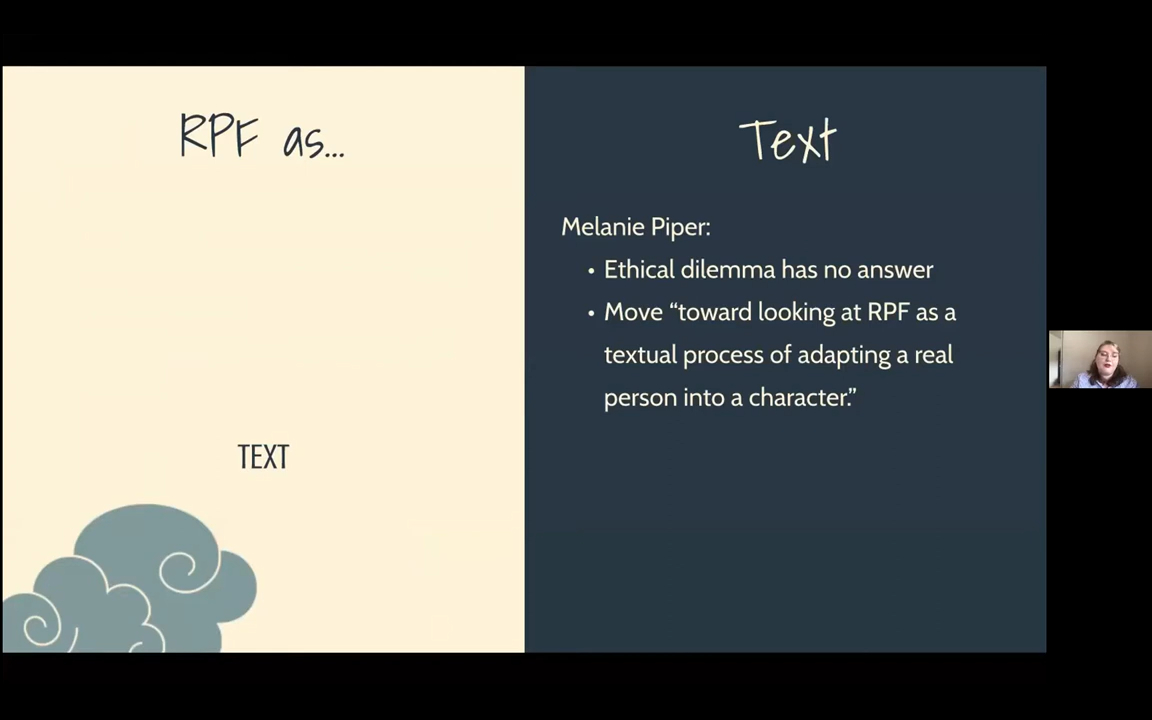 RPF as...
TEXT
Text
Melanie Piper:
• Ethical dilemma has no answer
• Move “toward looking at RPF as a
textual process of adapting a real
person into a character.”